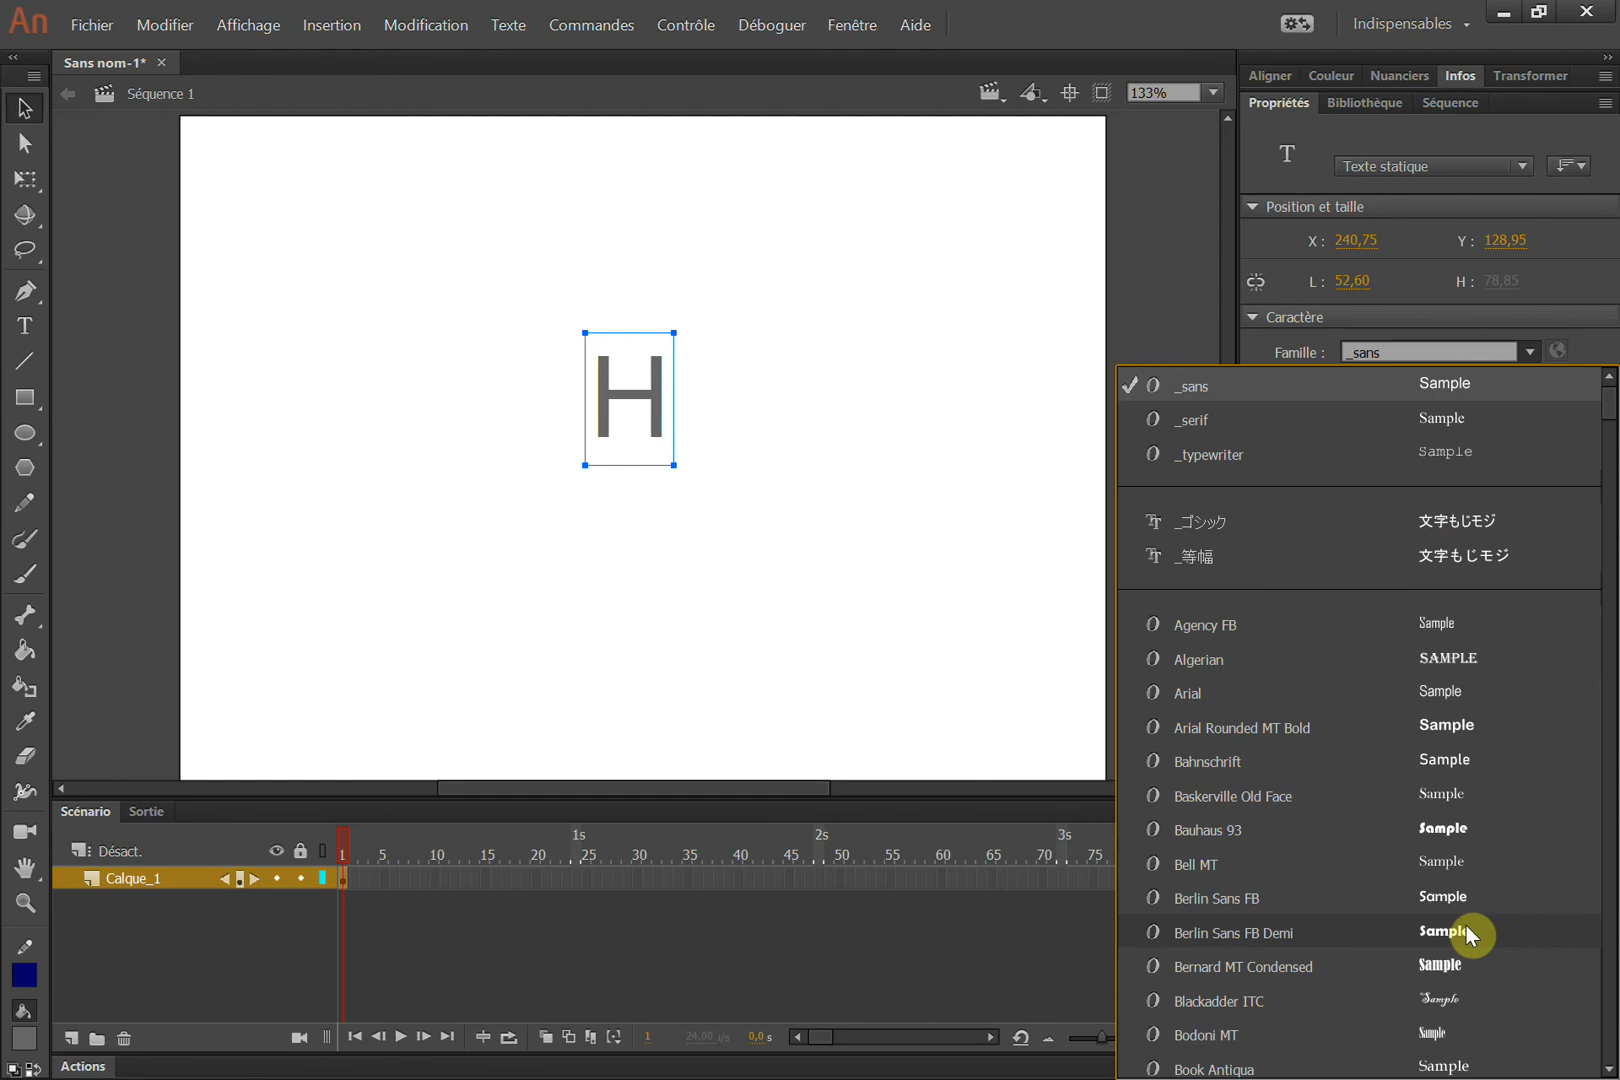 An Fichier Modifier Affichage Insertion Modification Texte Commandes Contrôle Déboguer Fenêtre Aide Indispensables
Sans nom-1*
Séquence 1
133%
Aligner Couleur Nuanciers Infos Transformer
Propriétés Bibliothèque Séquence
T
Texte statique
Position et taille
X : 240,75 Y : 128,95
L : 52,60 H : 78,85
Caractère
Famille : _sans
H
_sans Sample
_serif Sample
_typewriter Sample
_ゴシック 文字もじモジ
_等幅 文字もじモジ
Agency FB Sample
Algerian SAMPLE
Arial Sample
Arial Rounded MT Bold Sample
Bahnschrift Sample
Baskerville Old Face Sample
Bauhaus 93 Sample
Bell MT Sample
Berlin Sans FB Sample
Berlin Sans FB Demi Sample
Bernard MT Condensed Sample
Blackadder ITC Sample
Bodoni MT Sample
Book Antiqua Sample
Scénario Sortie
Désact.
1s 2s 3s
1 5 10 15 20 25 30 35 40 45 50 55 60 65 70 75
Calque_1
1 24,00 i/s 0,0 s
Actions